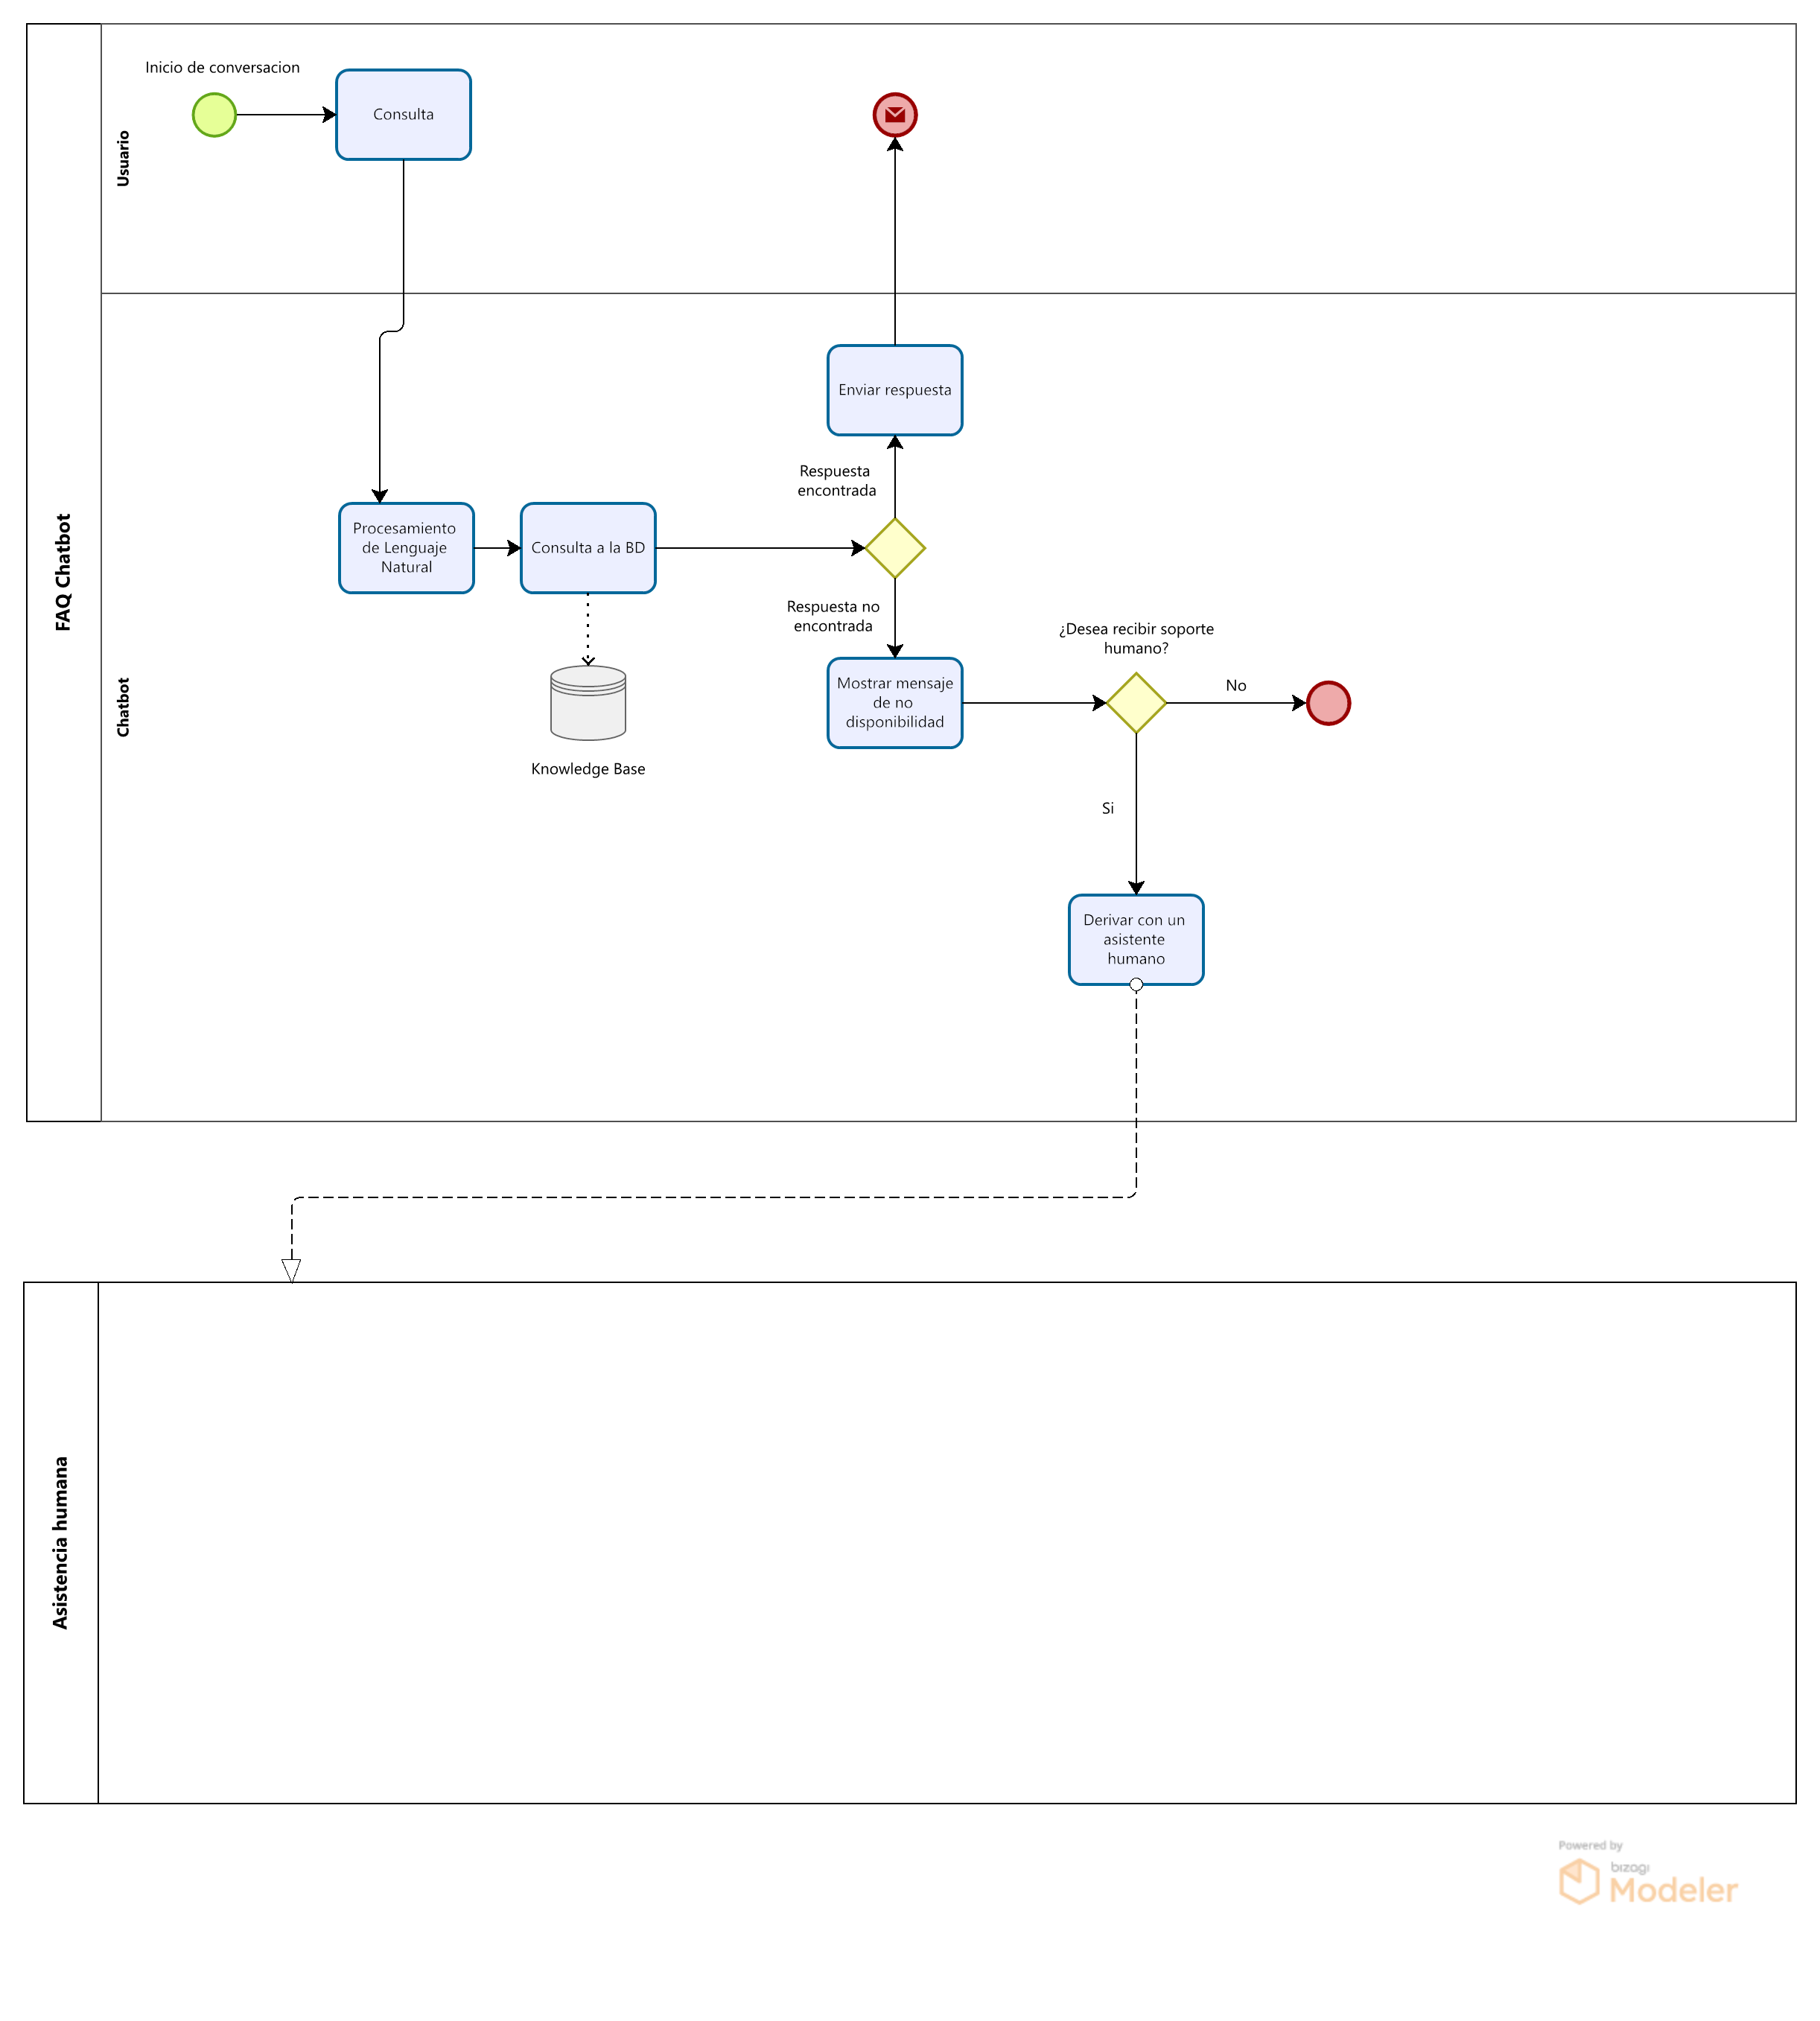 FAQ Chatbot
Usuario
Inicio de conversacion
Consulta
Chatbot
Enviar respuesta
Respuesta
encontrada
Procesamiento
de Lenguaje
Natural
Consulta a la BD
Respuesta no
encontrada
¿Desea recibir soporte
humano?
Mostrar mensaje
de no
disponibilidad
No
Knowledge Base
Si
Derivar con un
asistente
humano
Asistencia humana
Powered by
bizagi
Modeler